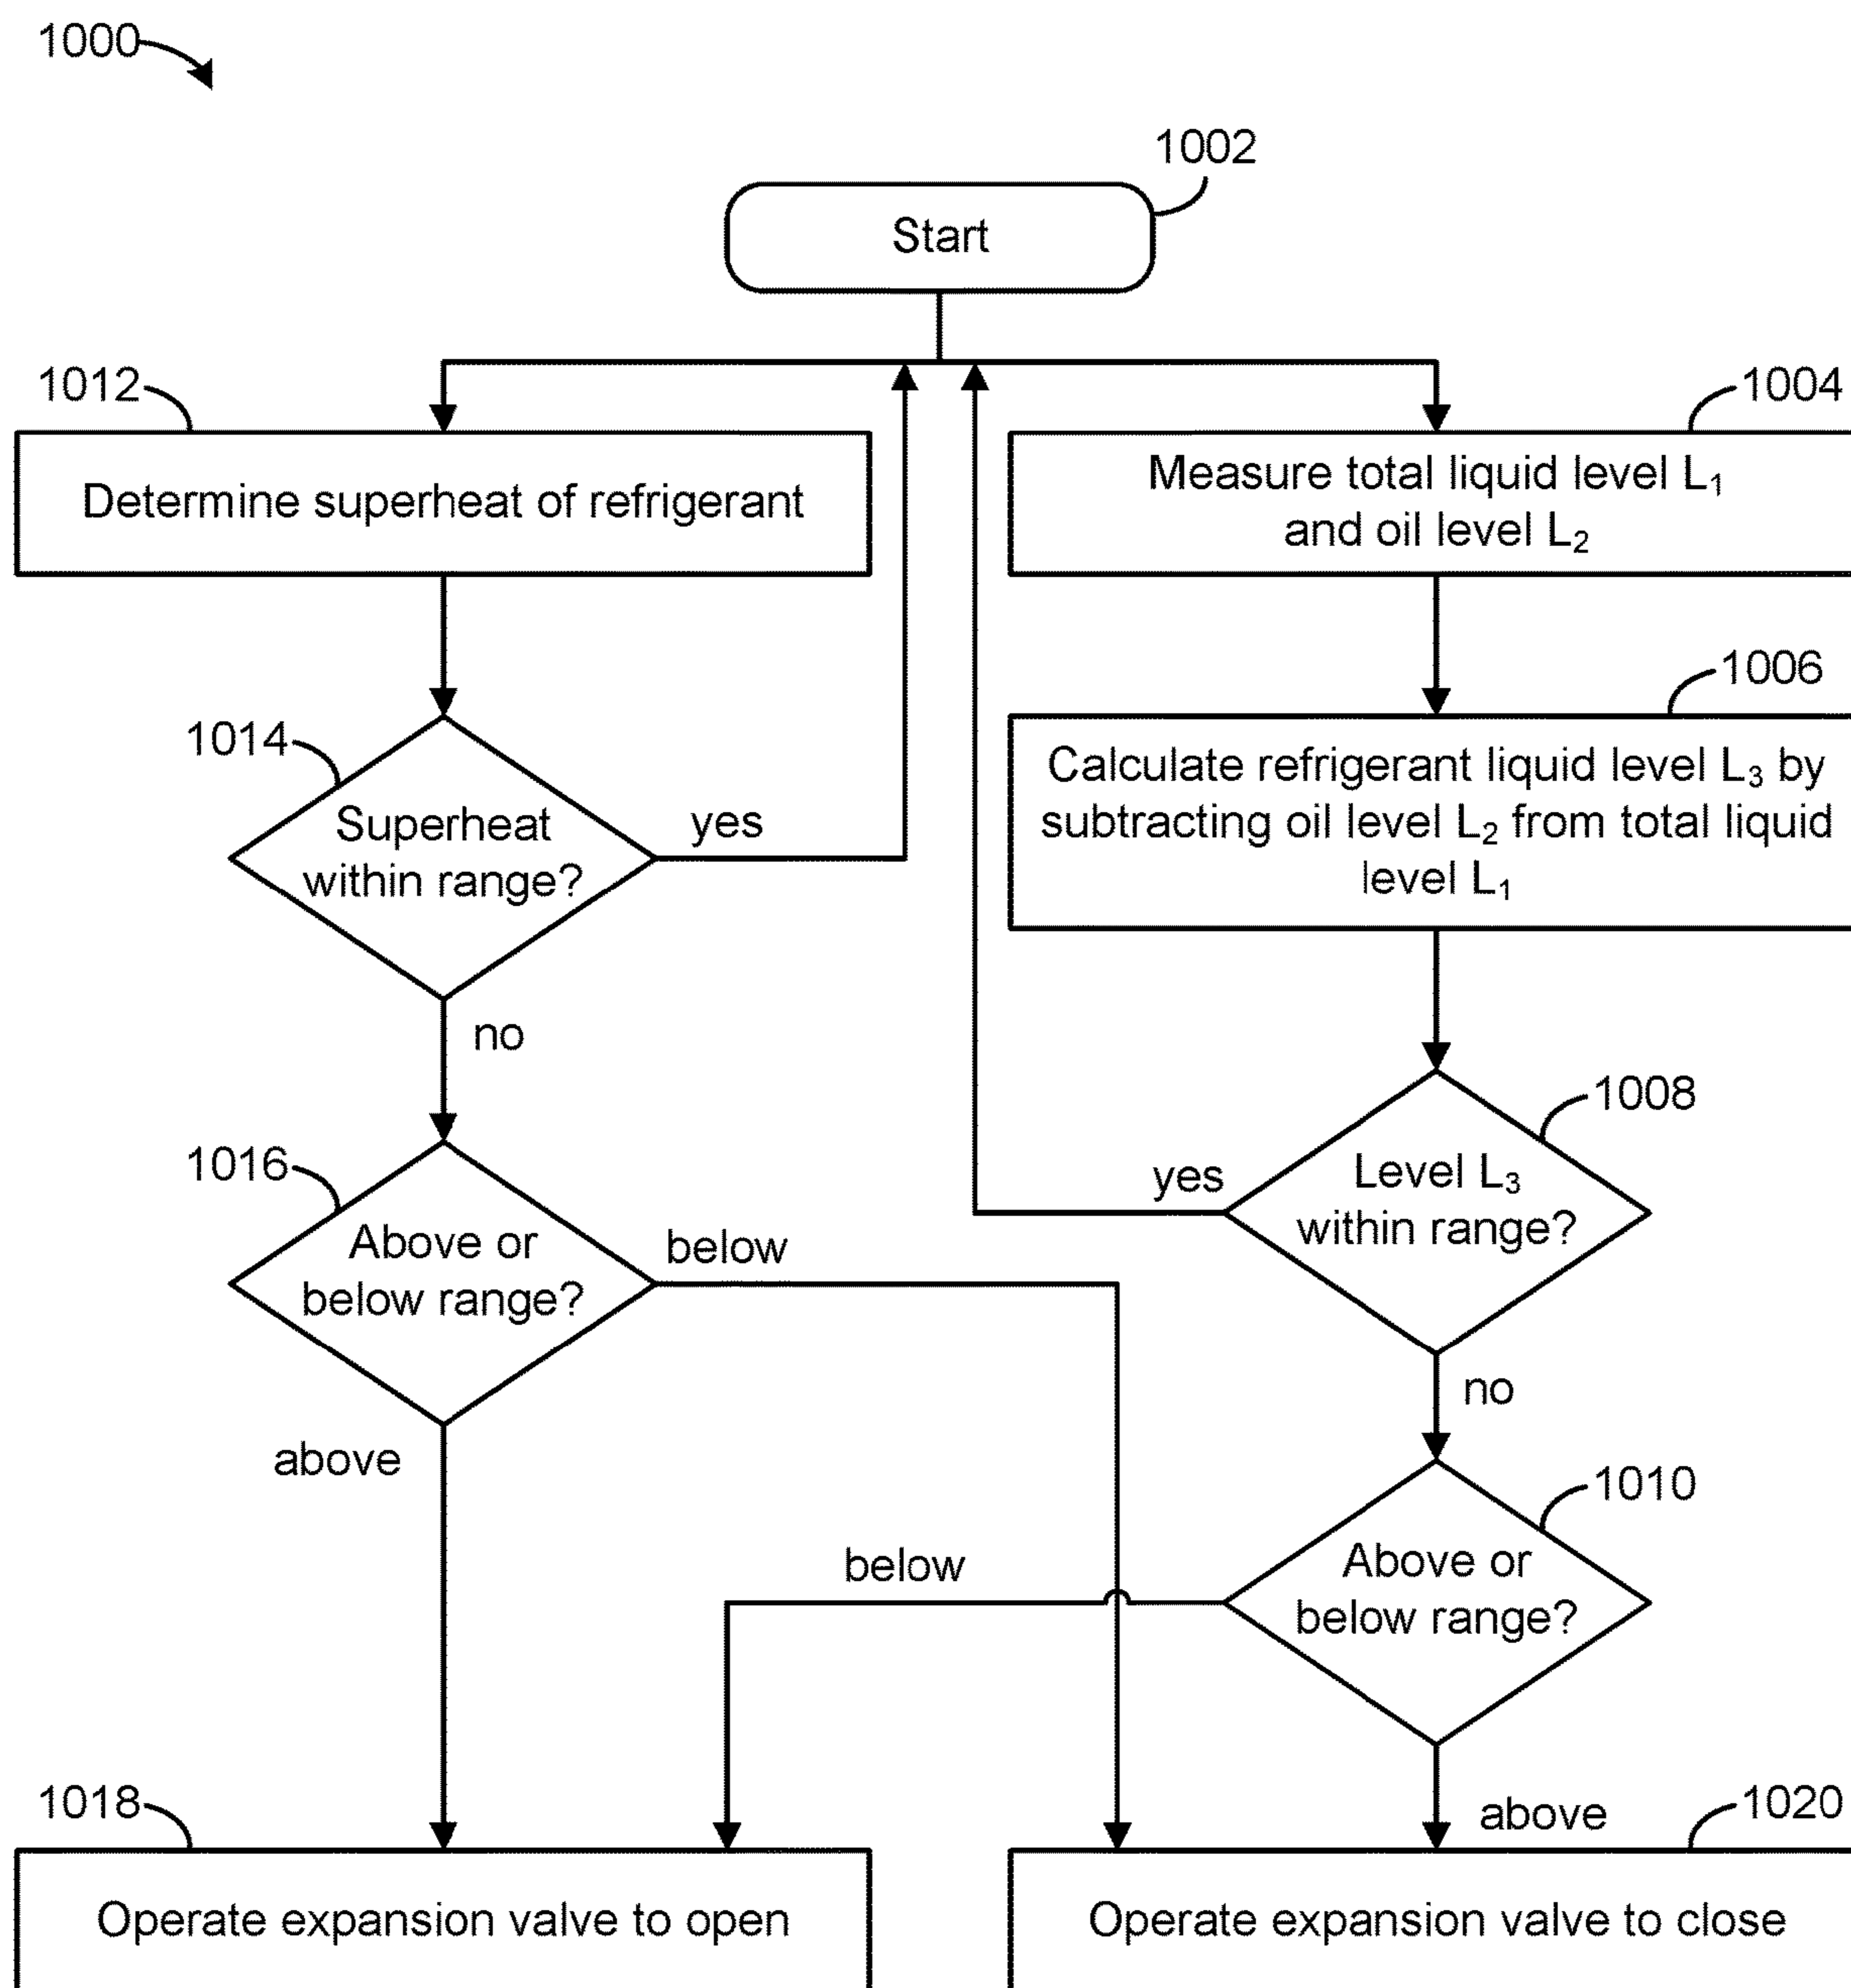 1000
1002
Start
1012
1004
Determine superheat of refrigerant
Measure total liquid level L₁
and oil level L₂
1006
1014
Calculate refrigerant liquid level L₃ by
subtracting oil level L₂ from total liquid
level L₁
Superheat
within range?
yes
no
1008
1016
Level L₃
within range?
yes
Above or
below range?
below
no
above
1010
Above or
below range?
below
1018
above
1020
Operate expansion valve to open
Operate expansion valve to close